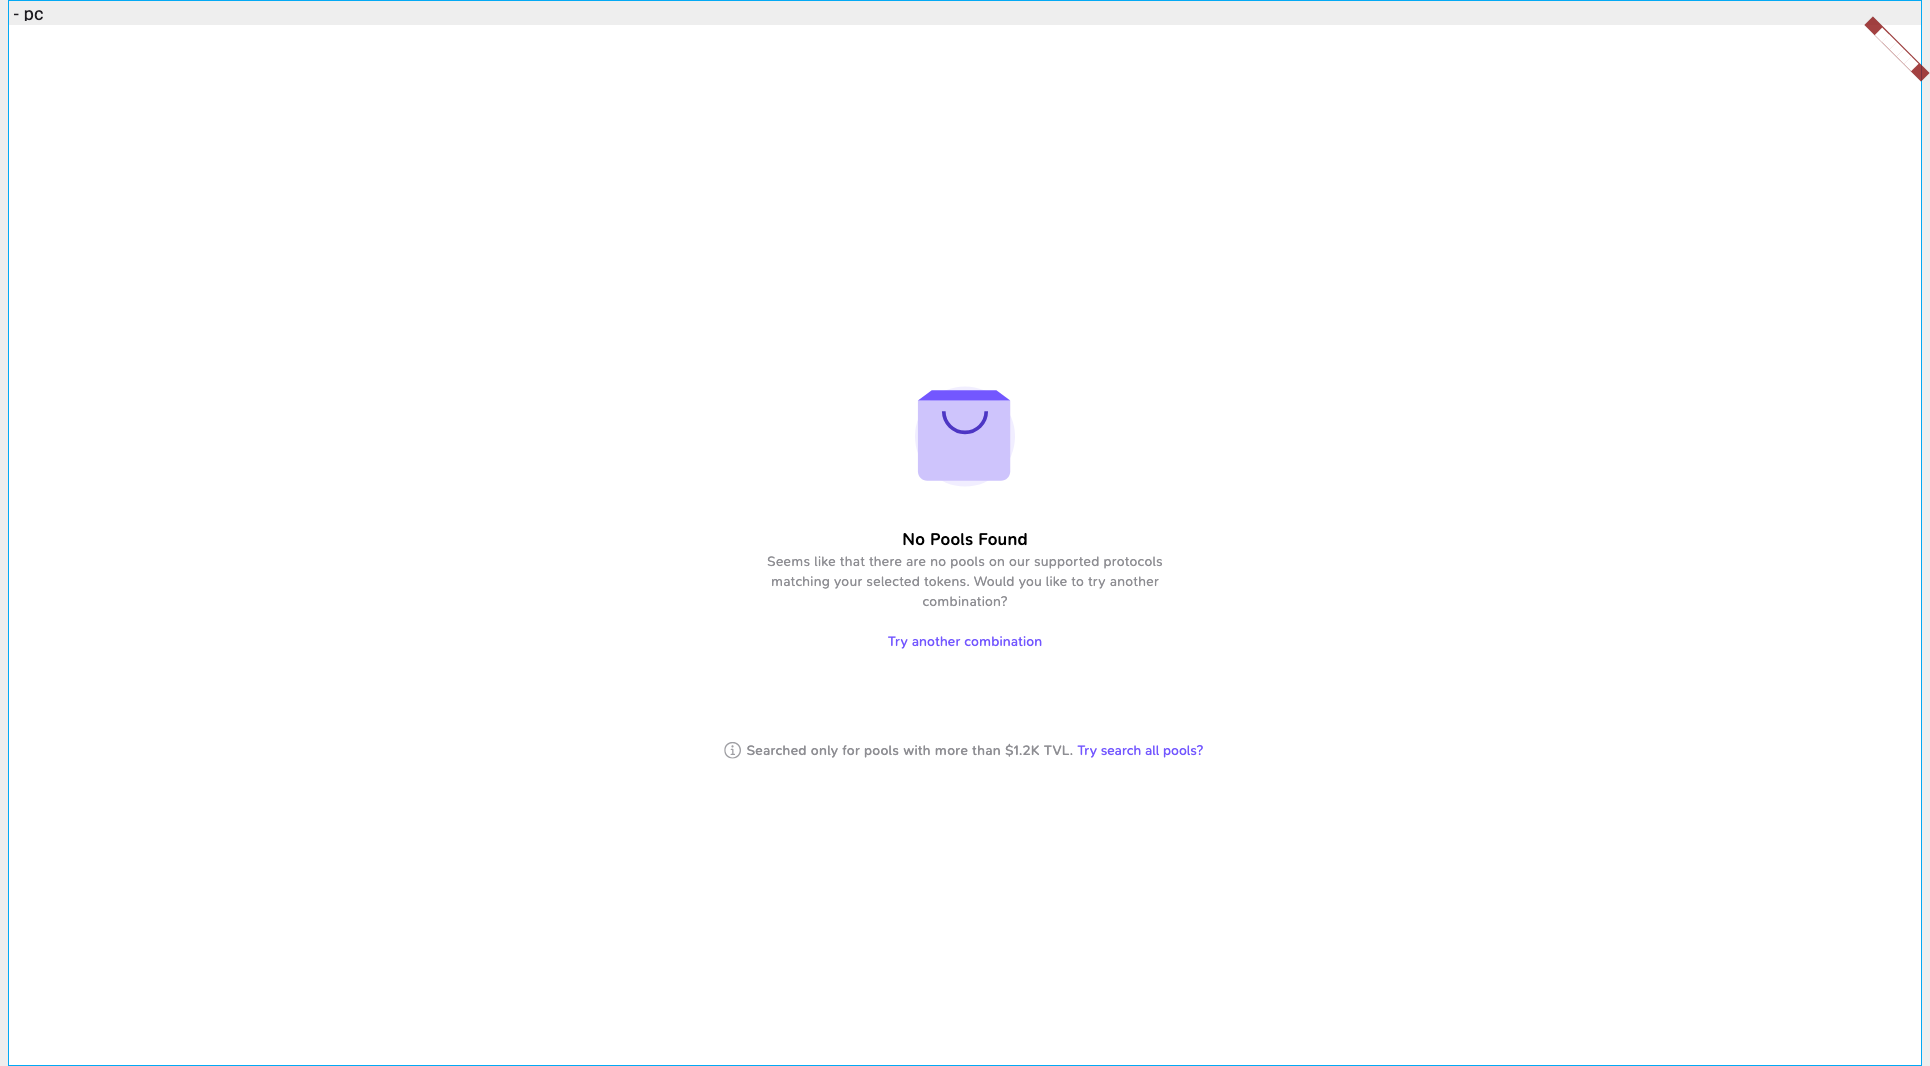 - pc
No Pools Found
Seems like that there are no pools on our supported protocols
matching your selected tokens. Would you like to try another
combination?
Try another combination
Searched only for pools with more than $1.2K TVL. Try search all pools?